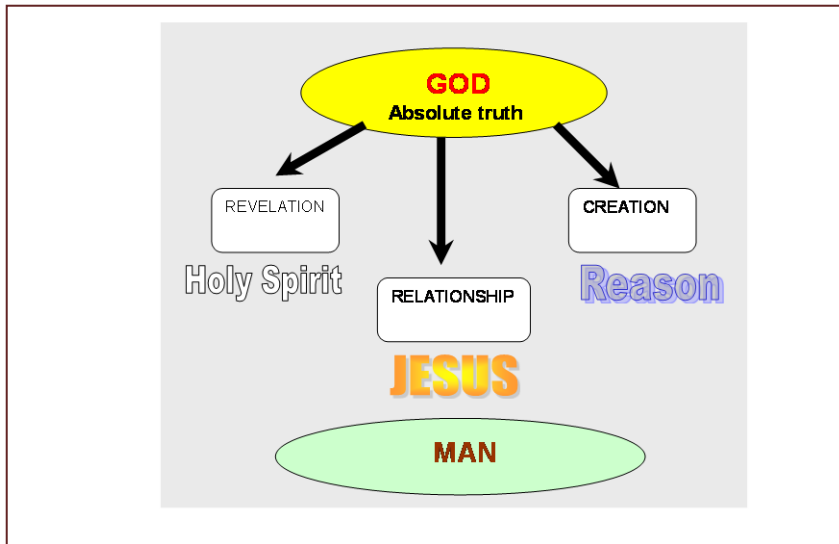 GOD
Absolute truth
REVELATION
CREATION
Holy Spirit
Reason
RELATIONSHIP
JESUS
MAN